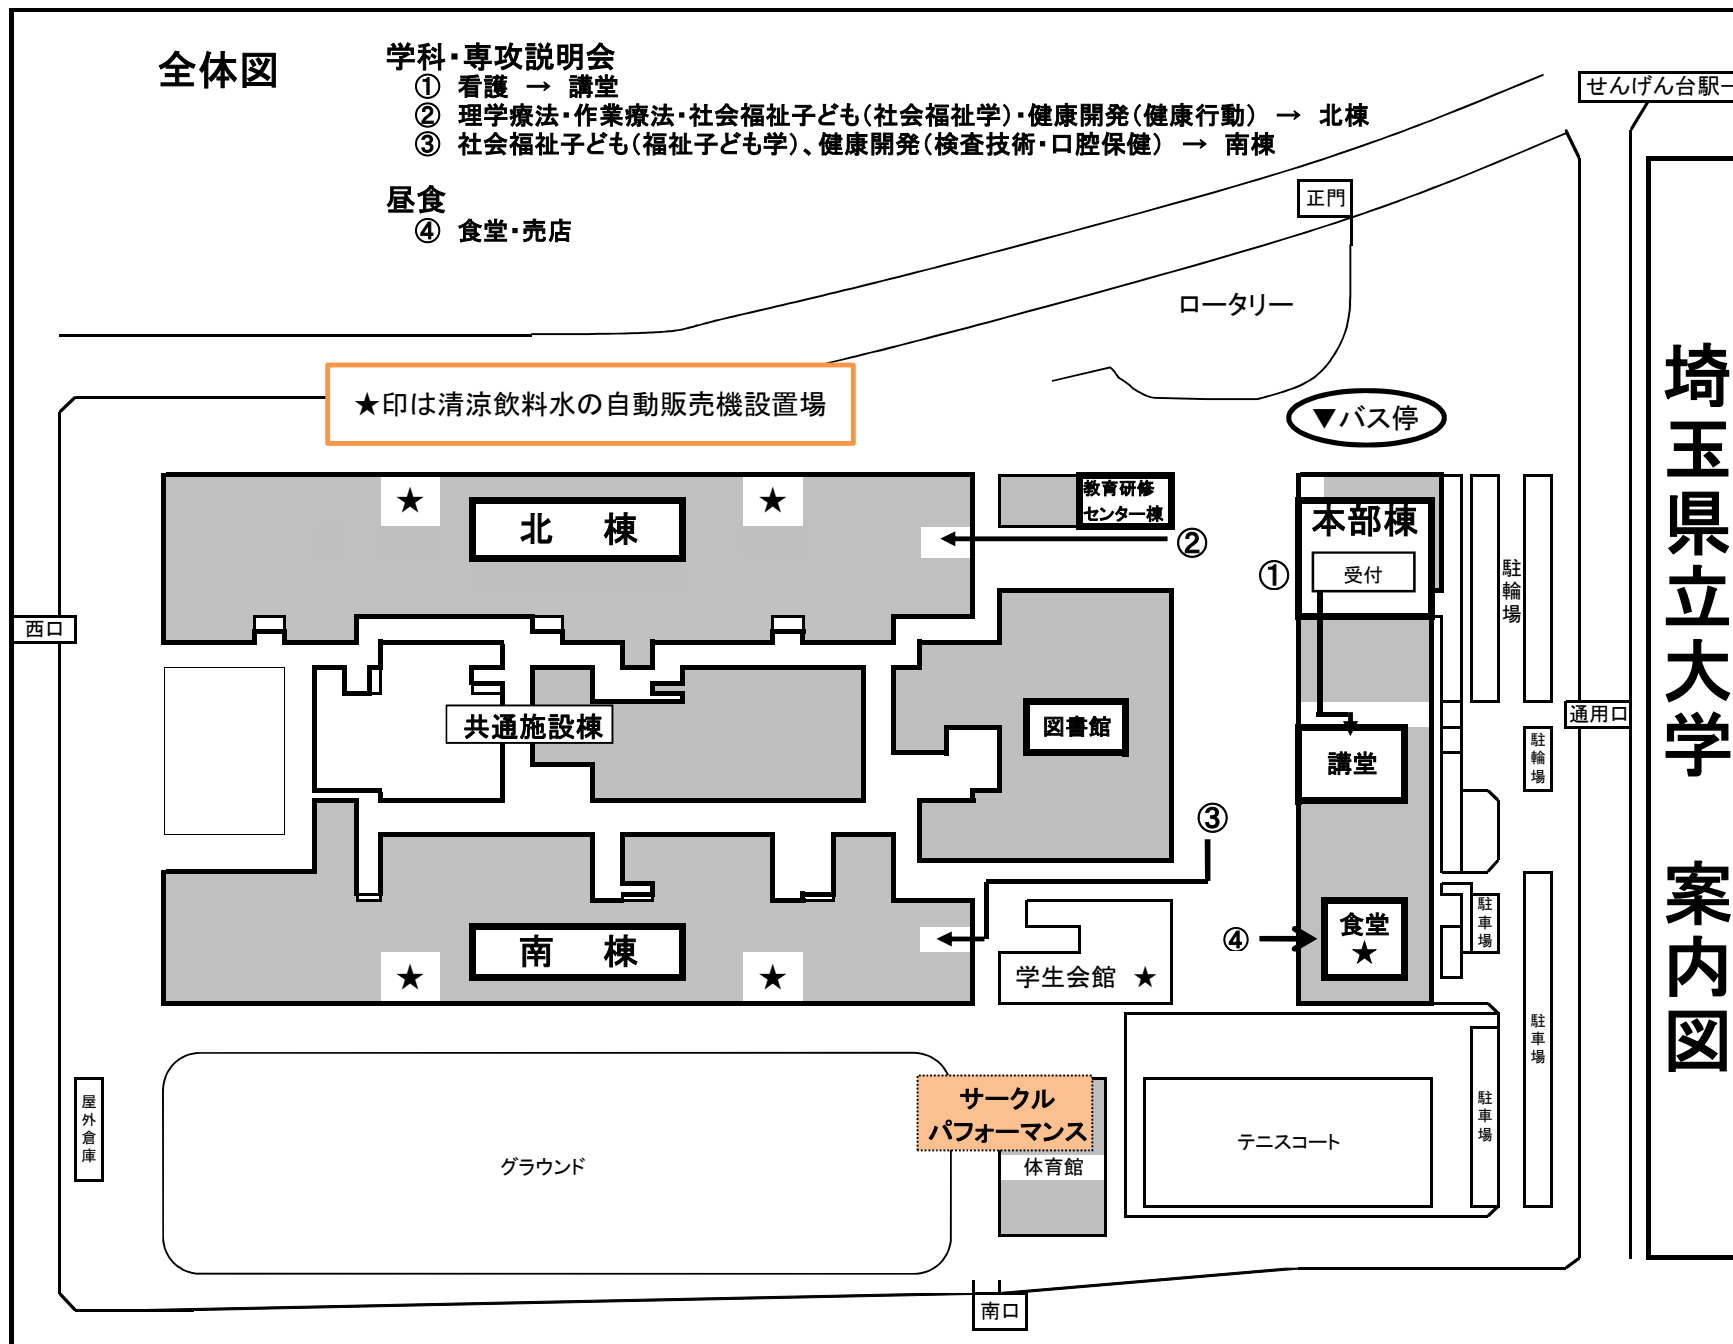 全体図
学科・専攻説明会
① 看護 → 講堂
② 理学療法・作業療法・社会福祉子ども(社会福祉学)・健康開発(健康行動) → 北棟
③ 社会福祉子ども(福祉子ども学)、健康開発(検査技術・口腔保健) → 南棟
昼食
④ 食堂・売店
せんげん台駅→
正門
ロータリー
★印は清涼飲料水の自動販売機設置場
▼バス停
埼玉県立大学 案内図
★
★
北 棟
教育研修
センター棟
②
本部棟
①
受付
駐輪場
西口
共通施設棟
図書館
講堂
通用口
駐輪場
③
南 棟
★
★
学生会館 ★
④
食堂
★
駐車場
駐車場
駐車場
屋外倉庫
グラウンド
サークル
パフォーマンス
体育館
テニスコート
南口